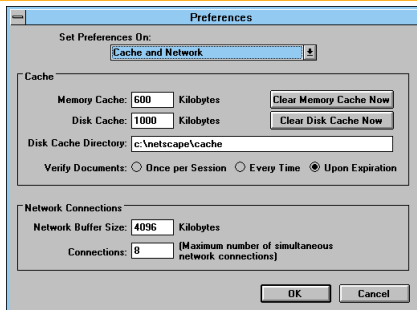 Preferences
Set Preferences On:
Cache and Network
Cache
Memory Cache: 600 Kilobytes Clear Memory Cache Now
Disk Cache: 1000 Kilobytes Clear Disk Cache Now
Disk Cache Directory: c:\netscape\cache
Verify Documents: Once per Session Every Time Upon Expiration
Network Connections
Network Buffer Size: 4096 Kilobytes
Connections: 8 (Maximum number of simultaneous
network connections)
OK Cancel